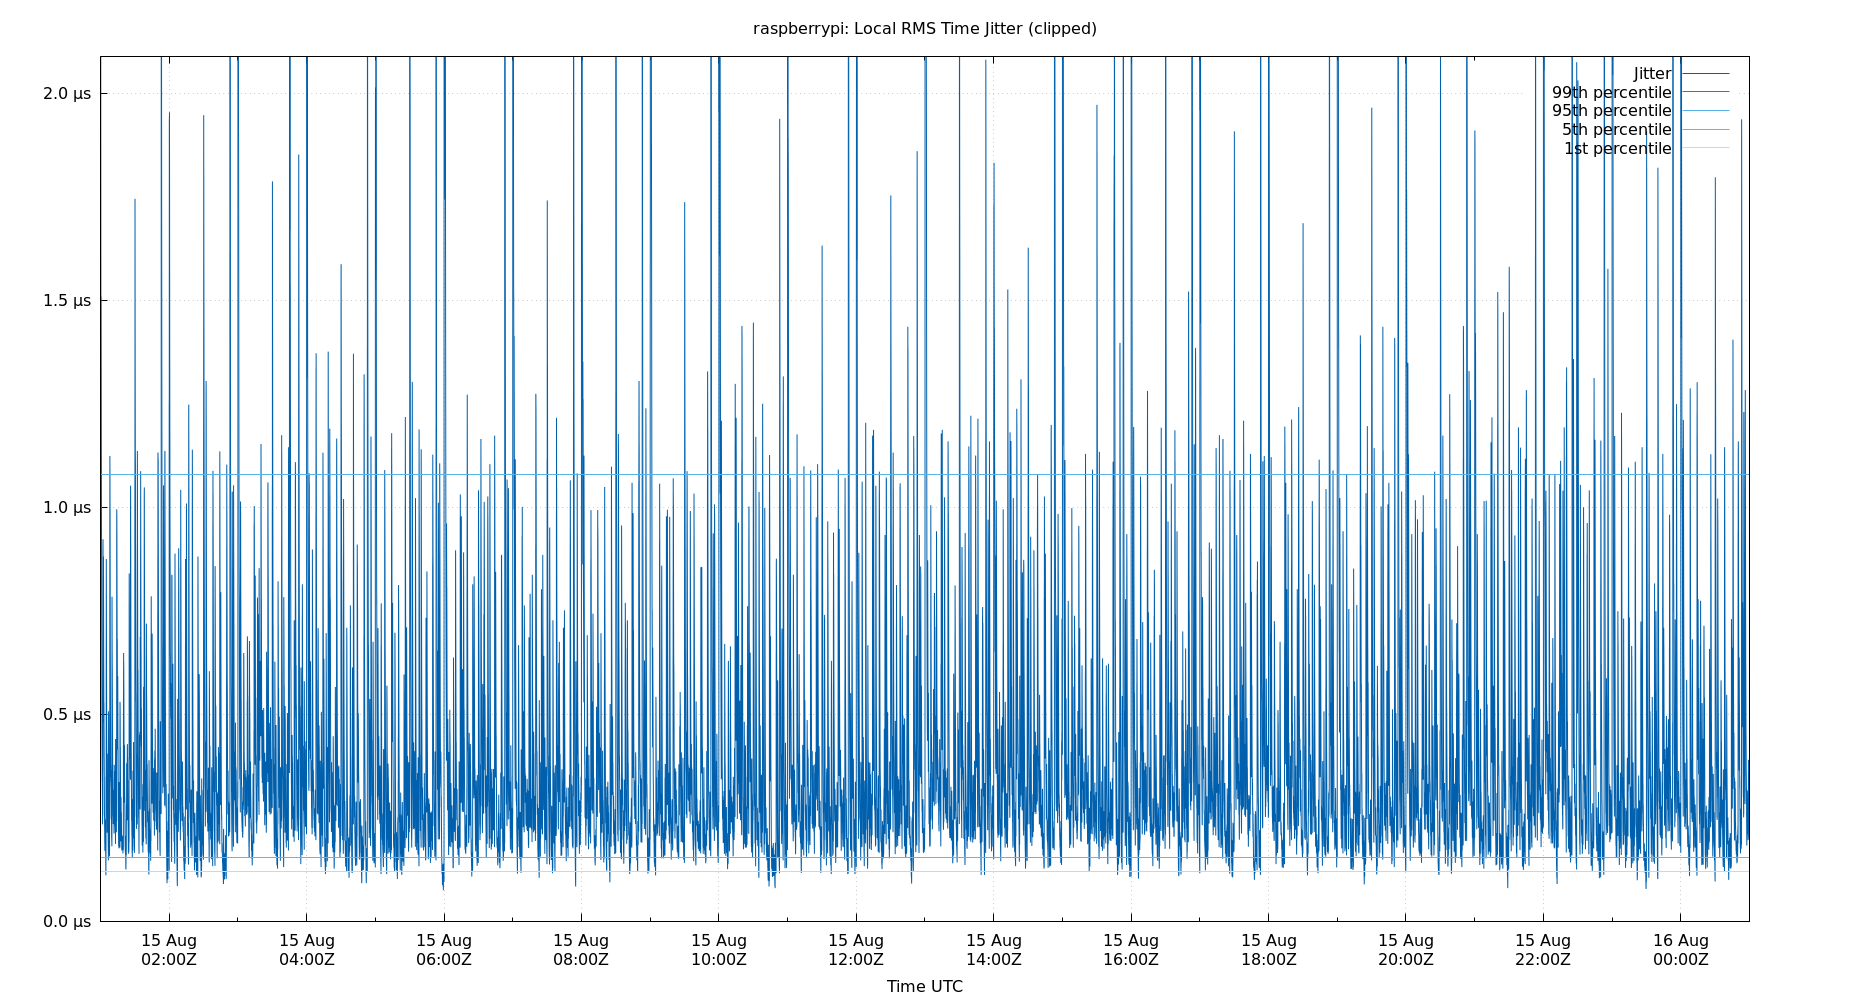 raspberrypi: Local RMS Time Jitter (clipped)
2.0 µs
1.5 µs
1.0 µs
0.5 µs
0.0 µs
Jitter
99th percentile
95th percentile
5th percentile
1st percentile
15 Aug 15 Aug 15 Aug 15 Aug 15 Aug 15 Aug 15 Aug 15 Aug 15 Aug 15 Aug 15 Aug 16 Aug
02:00Z 04:00Z 06:00Z 08:00Z 10:00Z 12:00Z 14:00Z 16:00Z 18:00Z 20:00Z 22:00Z 00:00Z
Time UTC